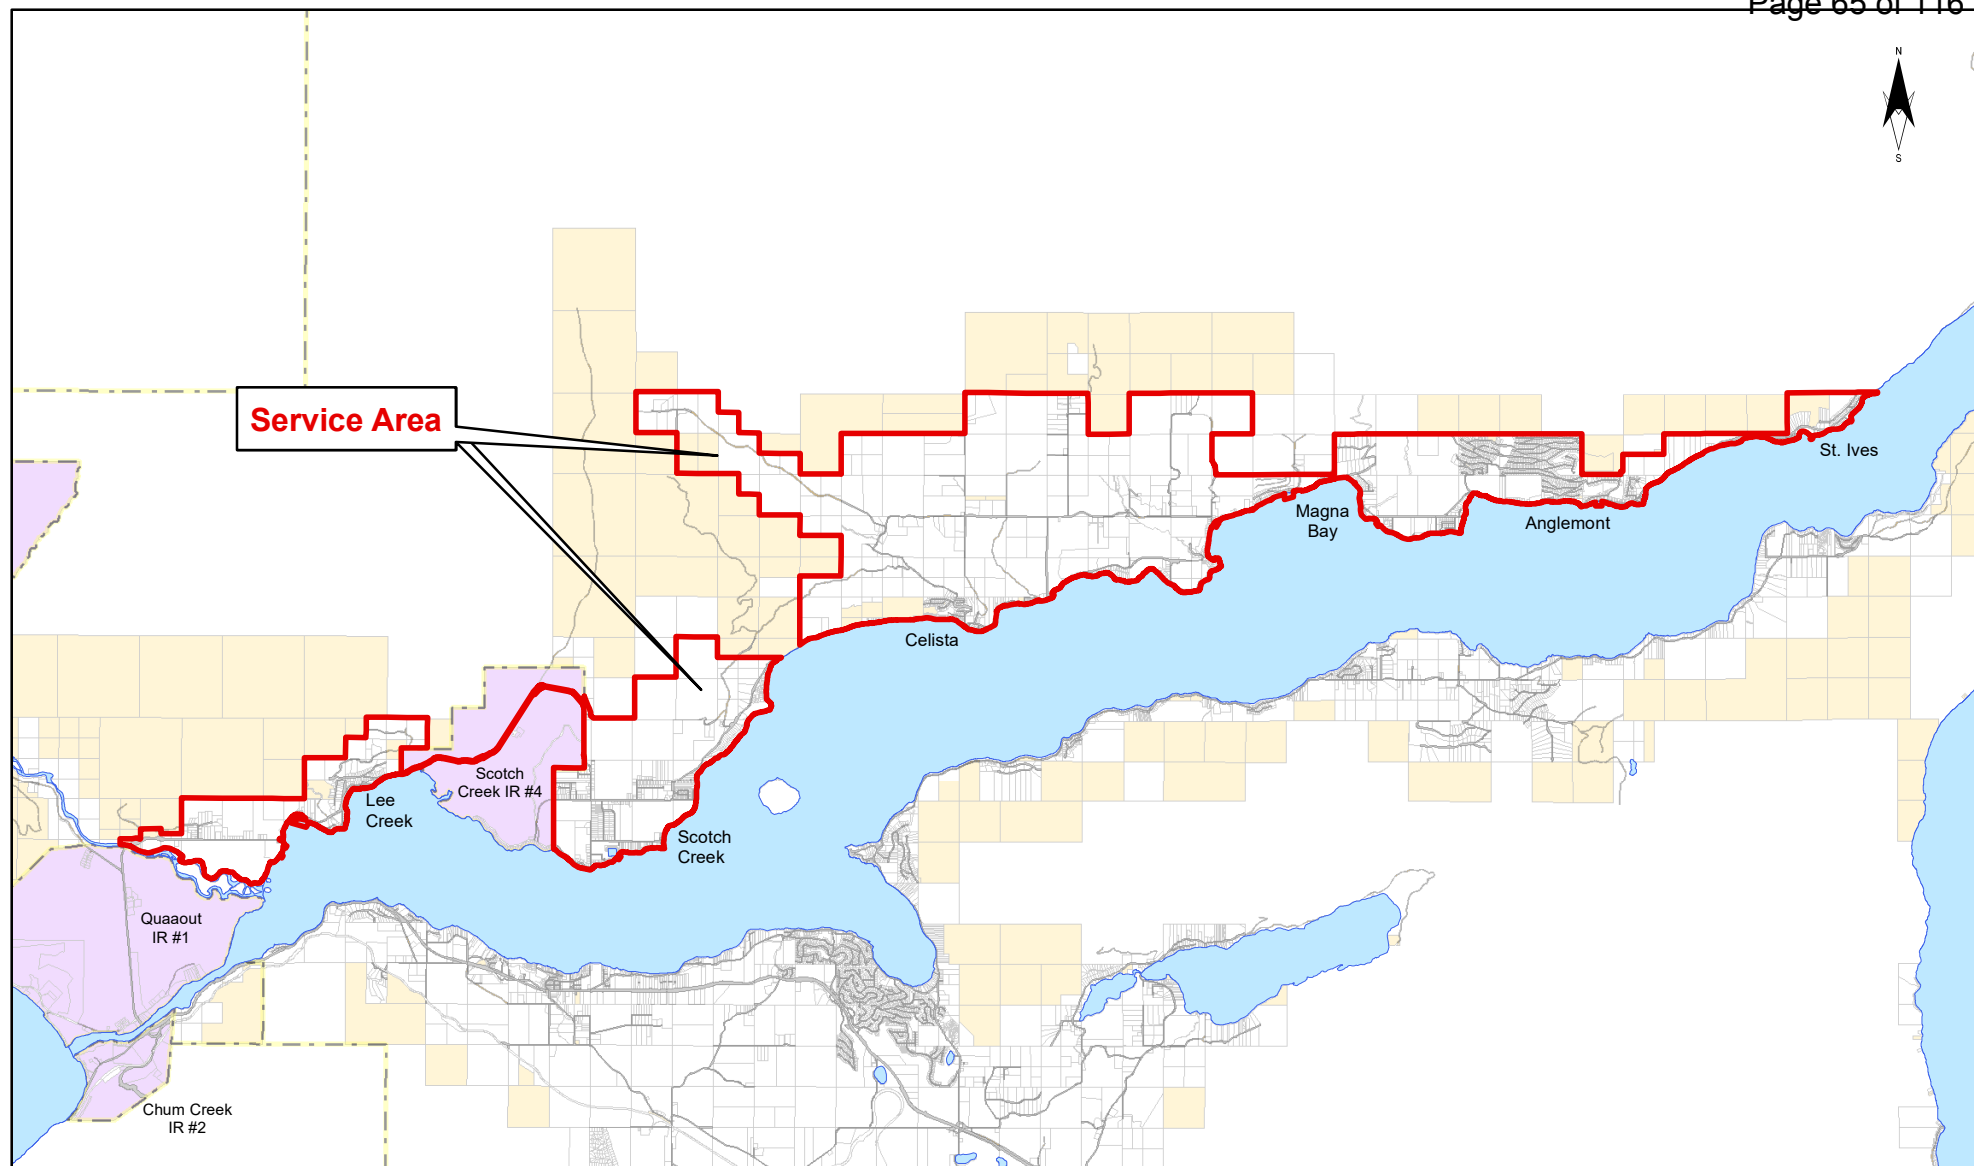 Page 65 of 116
N
S
Service Area
St. Ives
Magna
Bay
Anglemont
Celista
Scotch
Creek IR #4
Lee
Creek
Scotch
Creek
Quaaout
IR #1
Chum Creek
IR #2